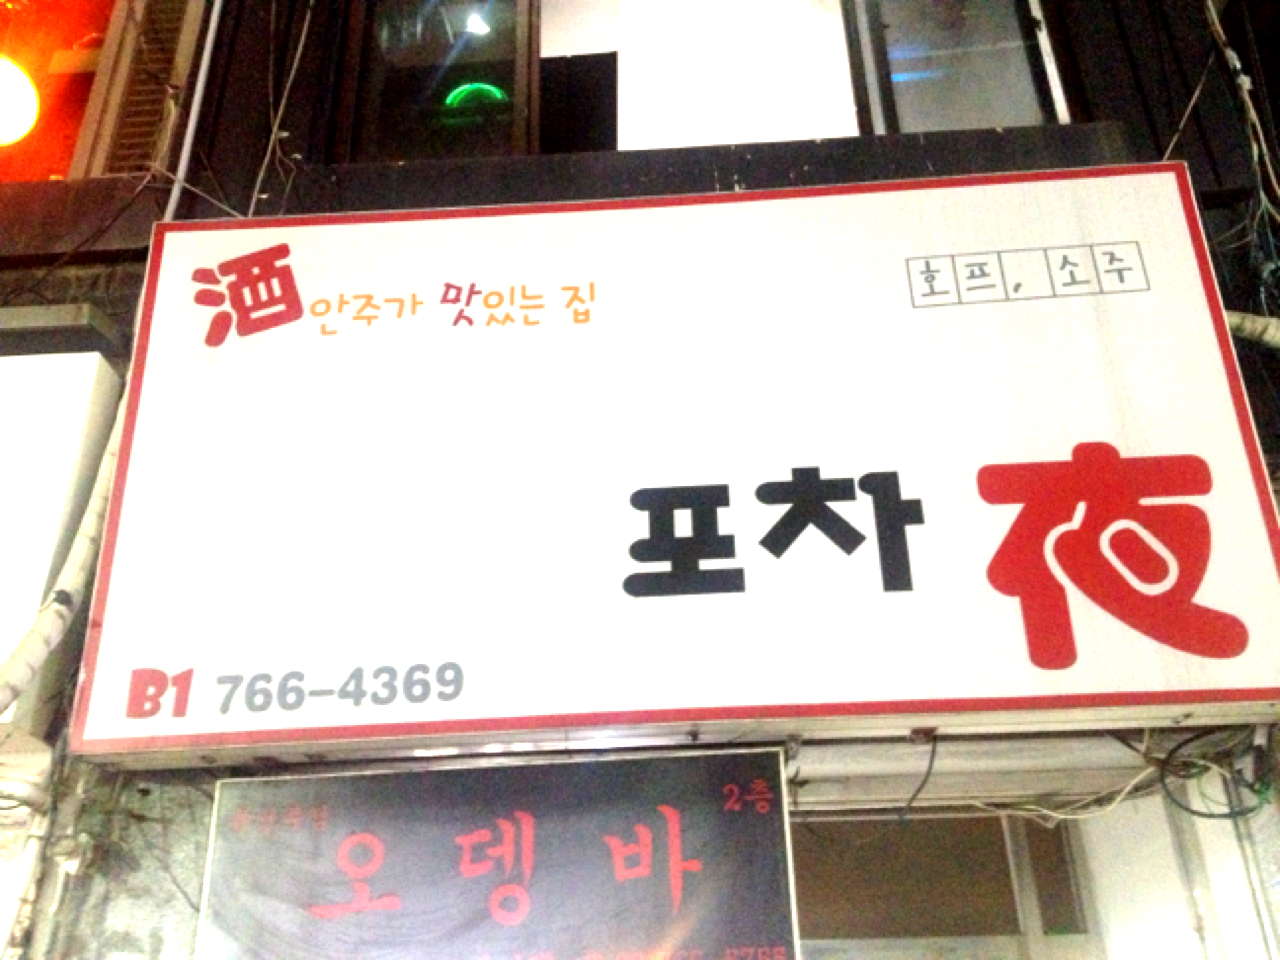 酒 안주가 맛있는 집
호프, 소주
포차 夜
B1 766-4369
2층
오뎅바